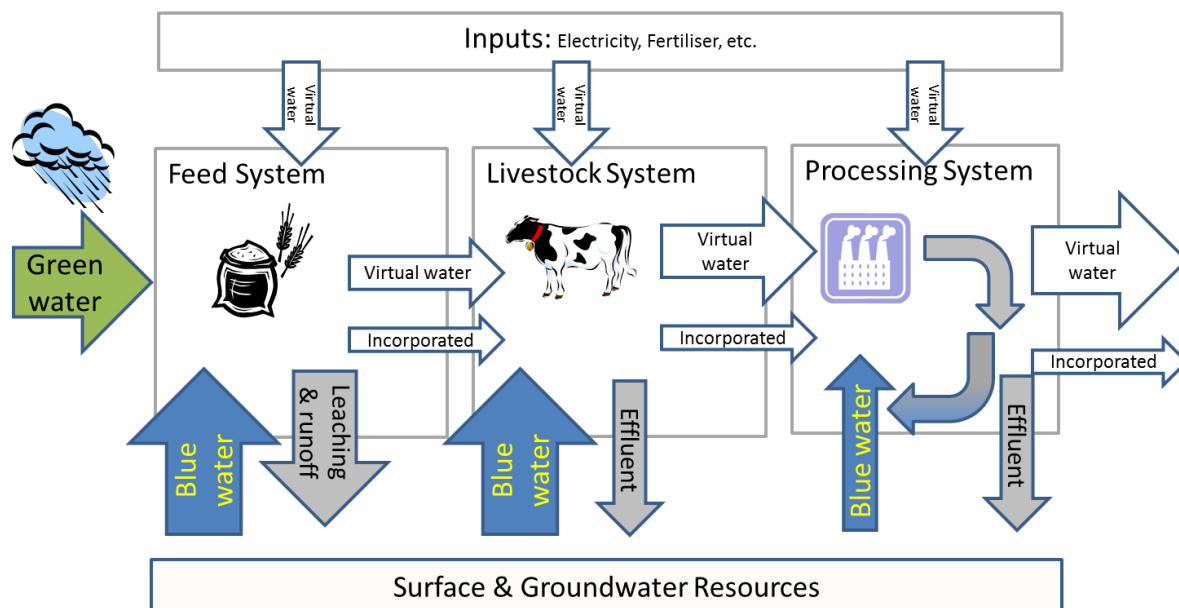 Inputs: Electricity, Fertiliser, etc.
Virtual
water
Virtual
water
Virtual
water
Feed System
Livestock System
Processing System
Green
water
Virtual water
Virtual
water
Virtual
water
Incorporated
Incorporated
Incorporated
Blue
water
Leaching
& runoff
Blue
water
Effluent
Blue water
Effluent
Surface & Groundwater Resources